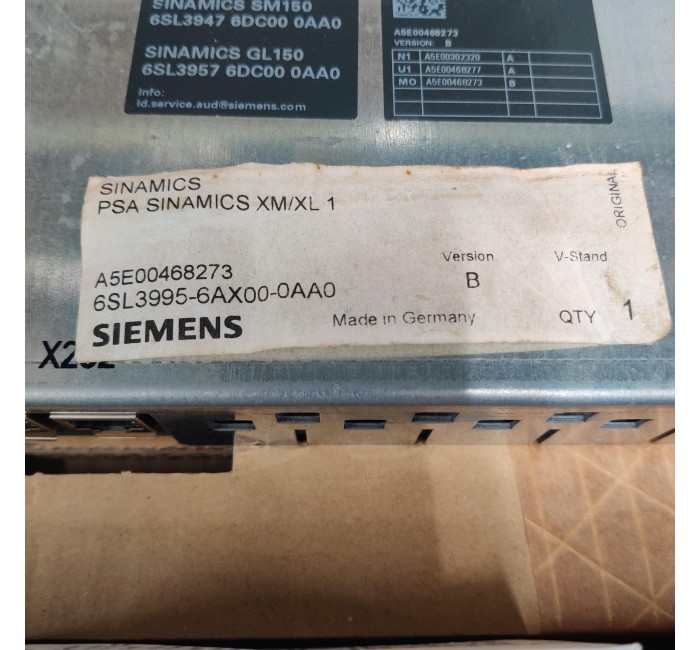 SINAMICS SM150
6SL3947 6DC00 0AA0
SINAMICS GL150
6SL3957 6DC00 0AA0
Info:
ld.service.aud@siemens.com
A5E00468273
VERSION: B
N1 A5E00302320 A
U1 A5E00468277 A
M0 A5E00468273 B
SINAMICS
PSA SINAMICS XM/XL 1
ORIGINAL
A5E00468273
6SL3995-6AX00-0AA0
SIEMENS
Version
B
V-Stand
Made in Germany
QTY 1